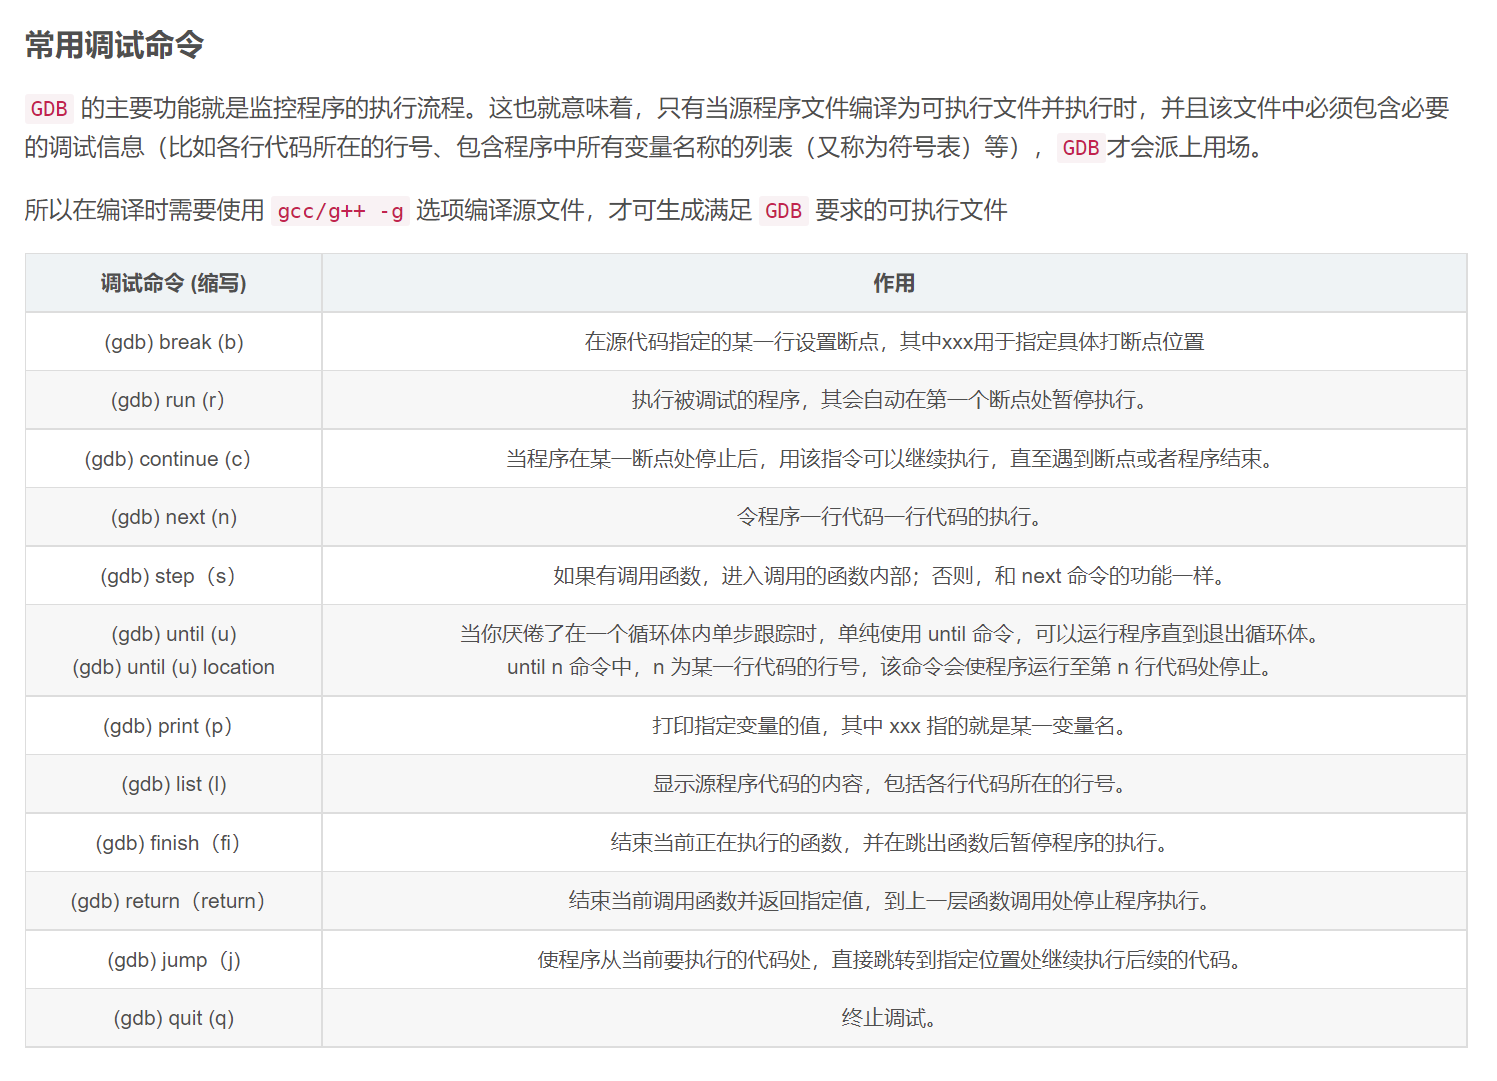 常用调试命令
GDB 的主要功能就是监控程序的执行流程。这也就意味着，只有当源程序文件编译为可执行文件并执行时，并且该文件中必须包含必要
的调试信息（比如各行代码所在的行号、包含程序中所有变量名称的列表（又称为符号表）等），GDB才会派上用场。
所以在编译时需要使用 gcc/g++ -g 选项编译源文件，才可生成满足 GDB 要求的可执行文件
调试命令 (缩写) 作用
(gdb) break (b) 在源代码指定的某一行设置断点，其中xxx用于指定具体打断点位置
(gdb) run (r） 执行被调试的程序，其会自动在第一个断点处暂停执行。
(gdb) continue (c） 当程序在某一断点处停止后，用该指令可以继续执行，直至遇到断点或者程序结束。
(gdb) next (n) 令程序一行代码一行代码的执行。
(gdb) step（s） 如果有调用函数，进入调用的函数内部；否则，和 next 命令的功能一样。
(gdb) until (u) 当你厌倦了在一个循环体内单步跟踪时，单纯使用 until 命令，可以运行程序直到退出循环体。
(gdb) until (u) location until n 命令中，n 为某一行代码的行号，该命令会使程序运行至第 n 行代码处停止。
(gdb) print (p） 打印指定变量的值，其中 xxx 指的就是某一变量名。
(gdb) list (l) 显示源程序代码的内容，包括各行代码所在的行号。
(gdb) finish（fi） 结束当前正在执行的函数，并在跳出函数后暂停程序的执行。
(gdb) return（return） 结束当前调用函数并返回指定值，到上一层函数调用处停止程序执行。
(gdb) jump（j) 使程序从当前要执行的代码处，直接跳转到指定位置处继续执行后续的代码。
(gdb) quit (q) 终止调试。